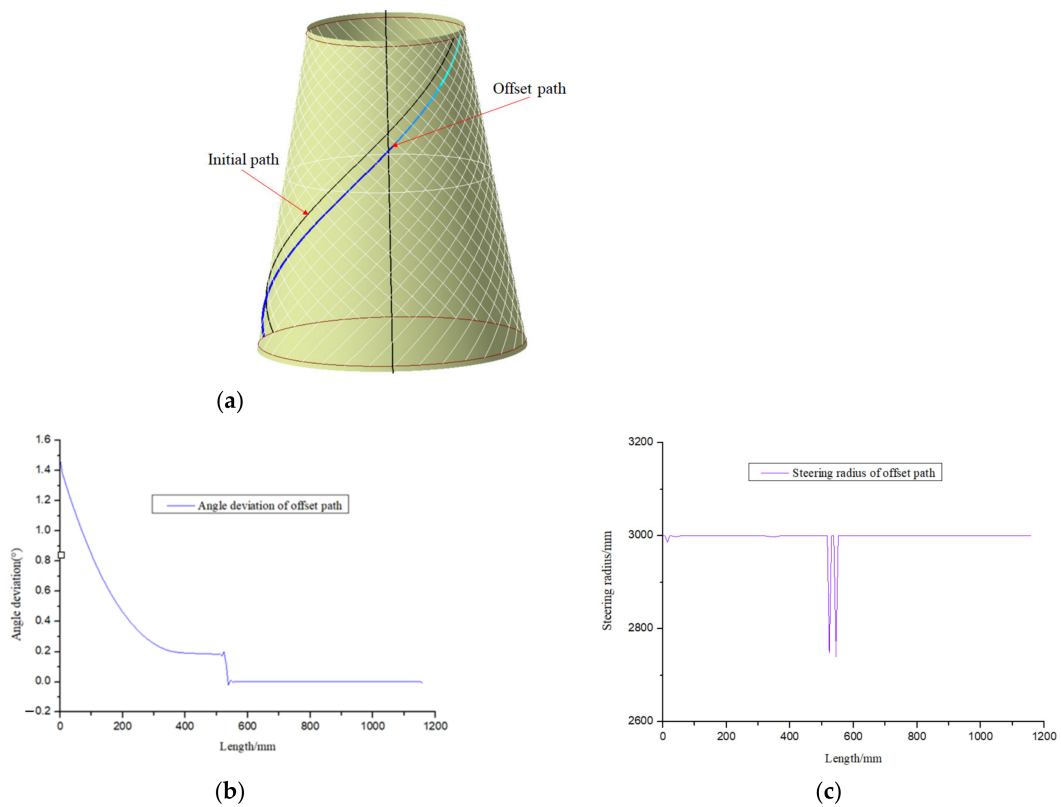 Offset path
Initial path
(a)
1.6
1.4
1.2
1.0
0.8
0.6
0.4
0.2
0.0
−0.2
0
200
400
600
800
1000
1200
Angle deviation(°)
Length/mm
Angle deviation of offset path
(b)
3200
3000
2800
2600
0
200
400
600
800
1000
1200
Steering radius/mm
Length/mm
Steering radius of offset path
(c)